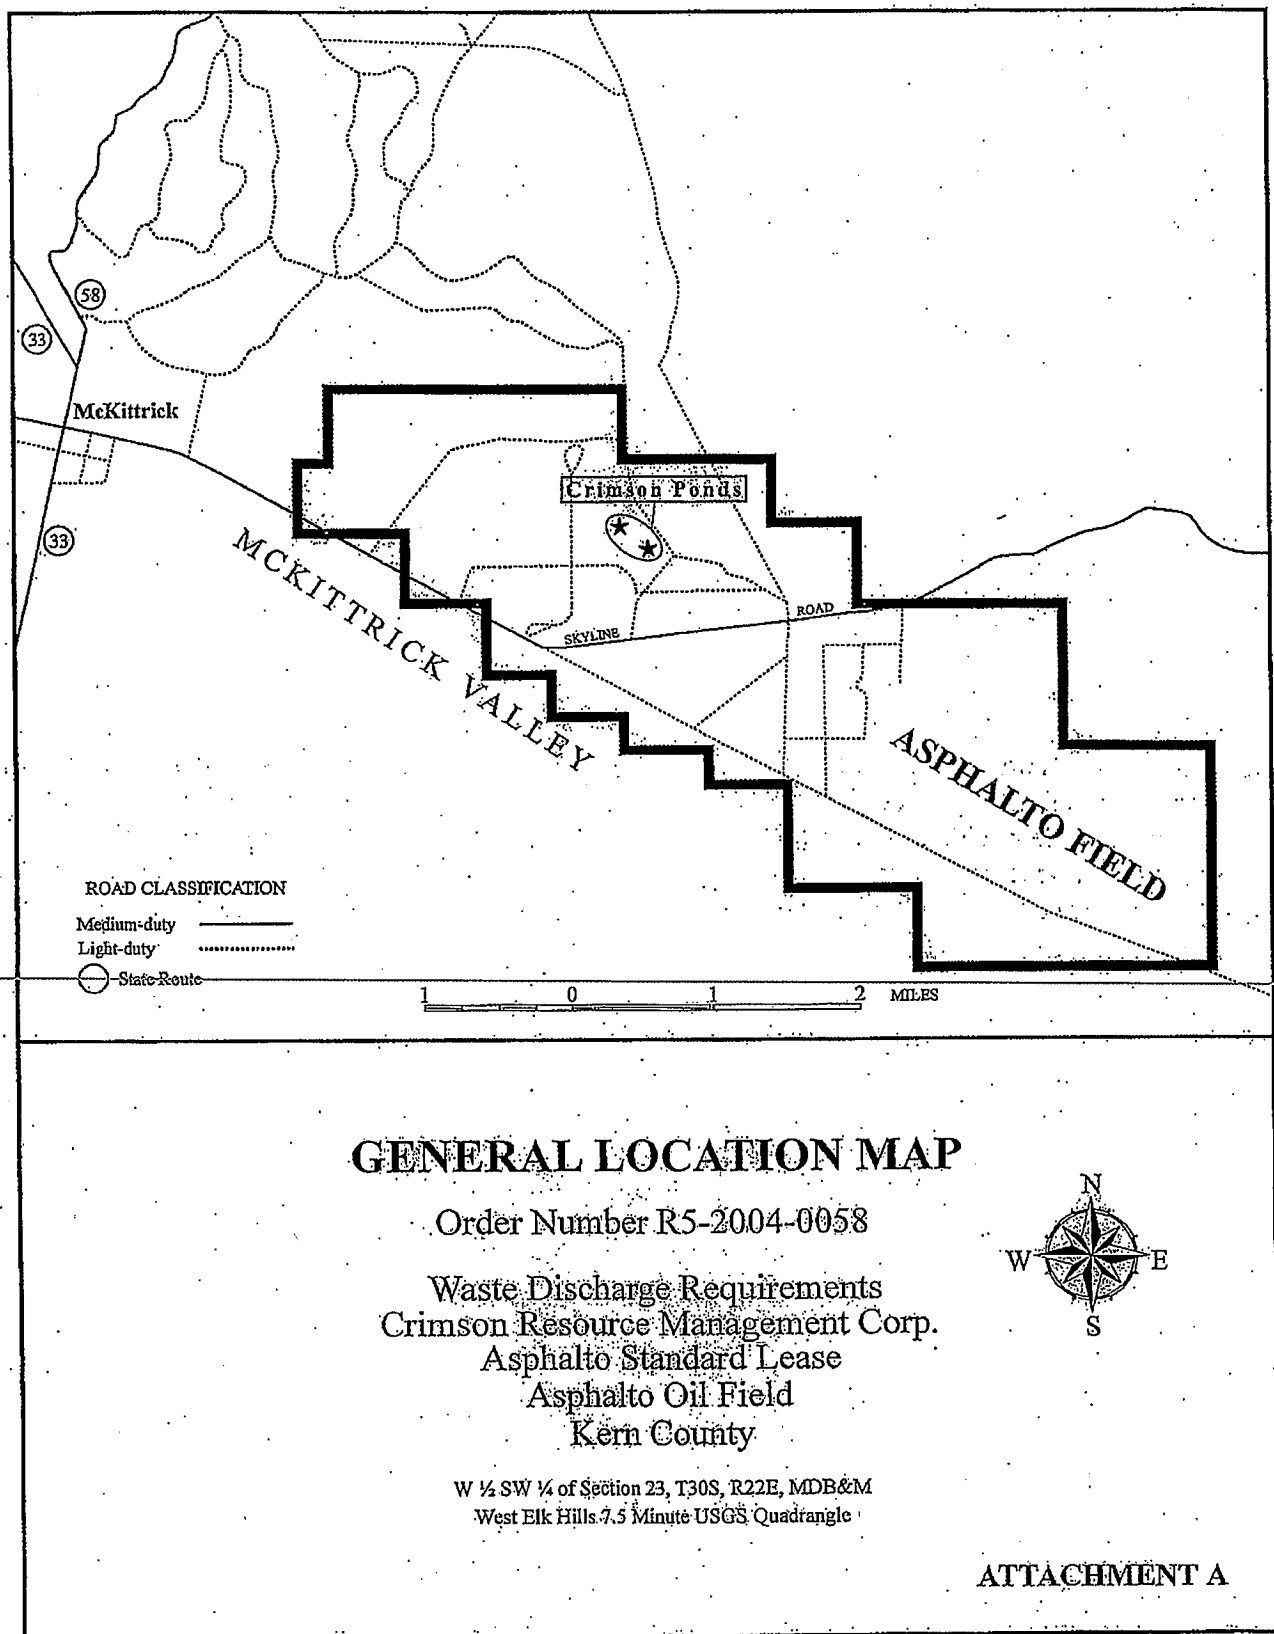 58
33
McKittrick
33
Crimson Ponds
MCKITTRICK VALLEY
SKYLINE ROAD
ASPHALTO FIELD
ROAD CLASSIFICATION
Medium-duty
Light-duty
State Route
1 0 1 2 MILES
GENERAL LOCATION MAP
Order Number R5-2004-0058
Waste Discharge Requirements
Crimson Resource Management Corp.
Asphalto Standard Lease
Asphalto Oil Field
Kern County
W ½ SW ¼ of Section 23, T30S, R22E, MDB&M
West Elk Hills 7.5 Minute USGS Quadrangle
N
W E
S
ATTACHMENT A